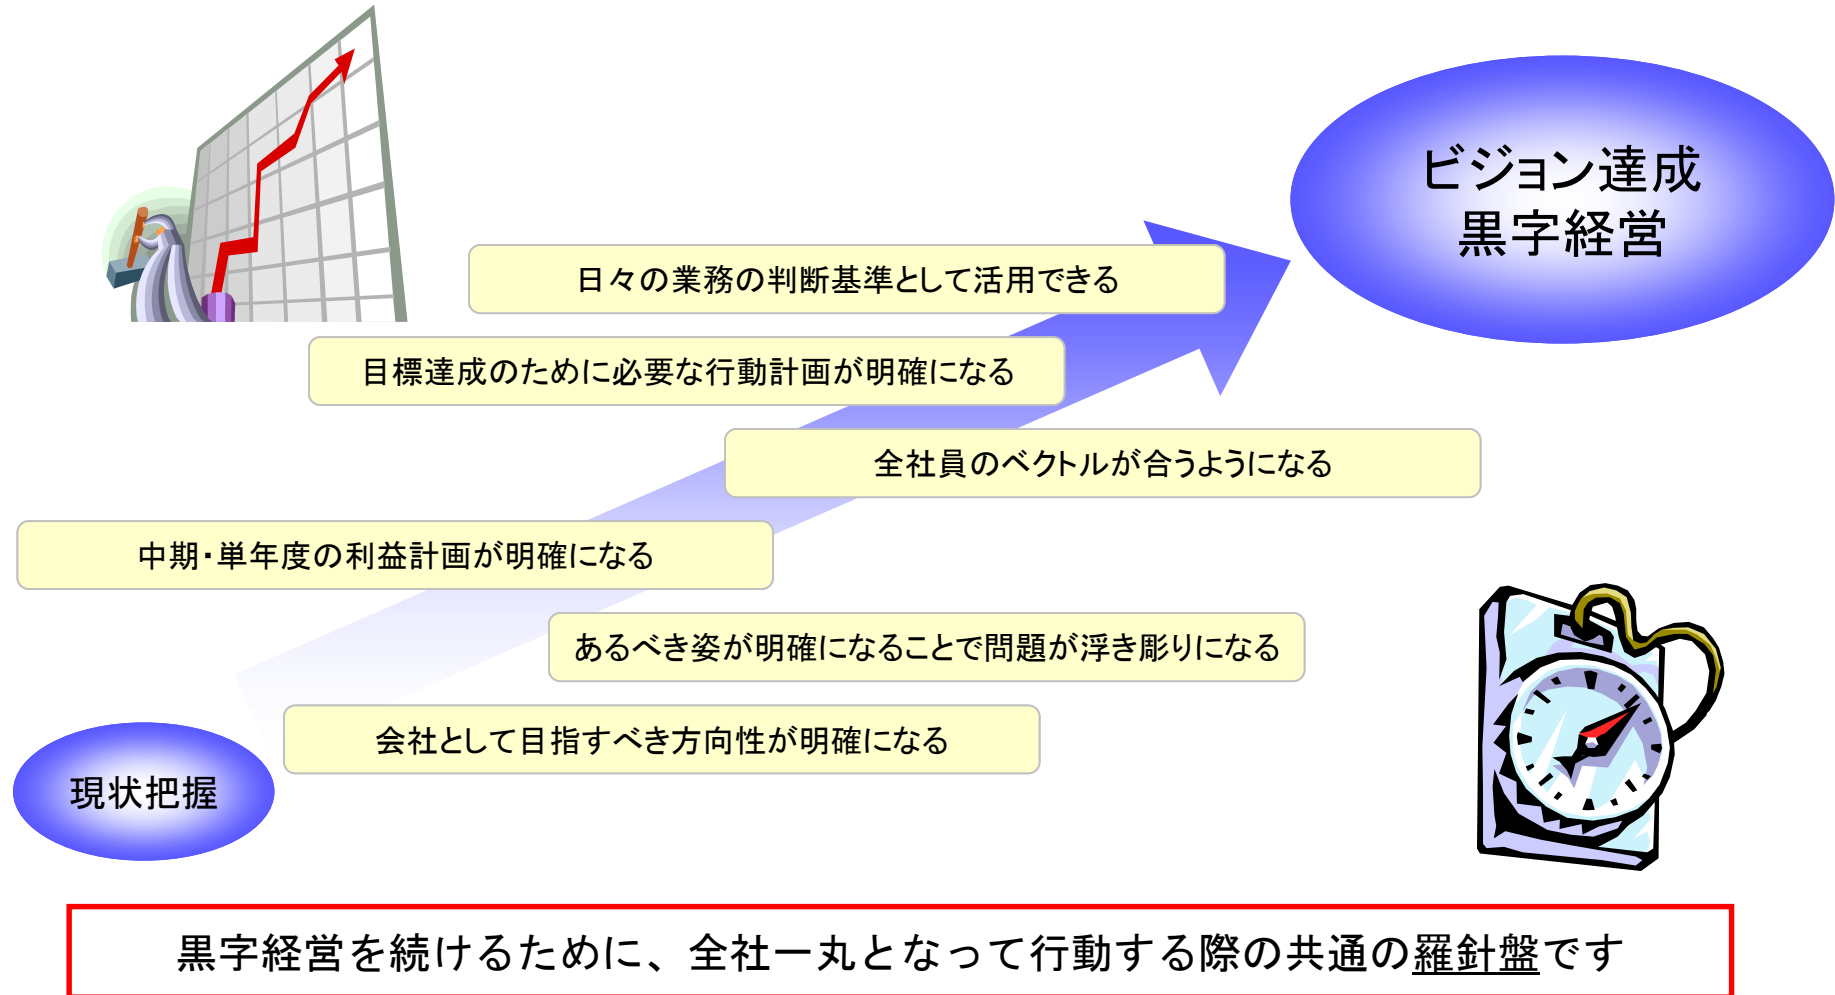 ビジョン達成
黒字経営
日々の業務の判断基準として活用できる
目標達成のために必要な行動計画が明確になる
全社員のベクトルが合うようになる
中期・単年度の利益計画が明確になる
あるべき姿が明確になることで問題が浮き彫りになる
会社として目指すべき方向性が明確になる
現状把握
黒字経営を続けるために、全社一丸となって行動する際の共通の羅針盤です